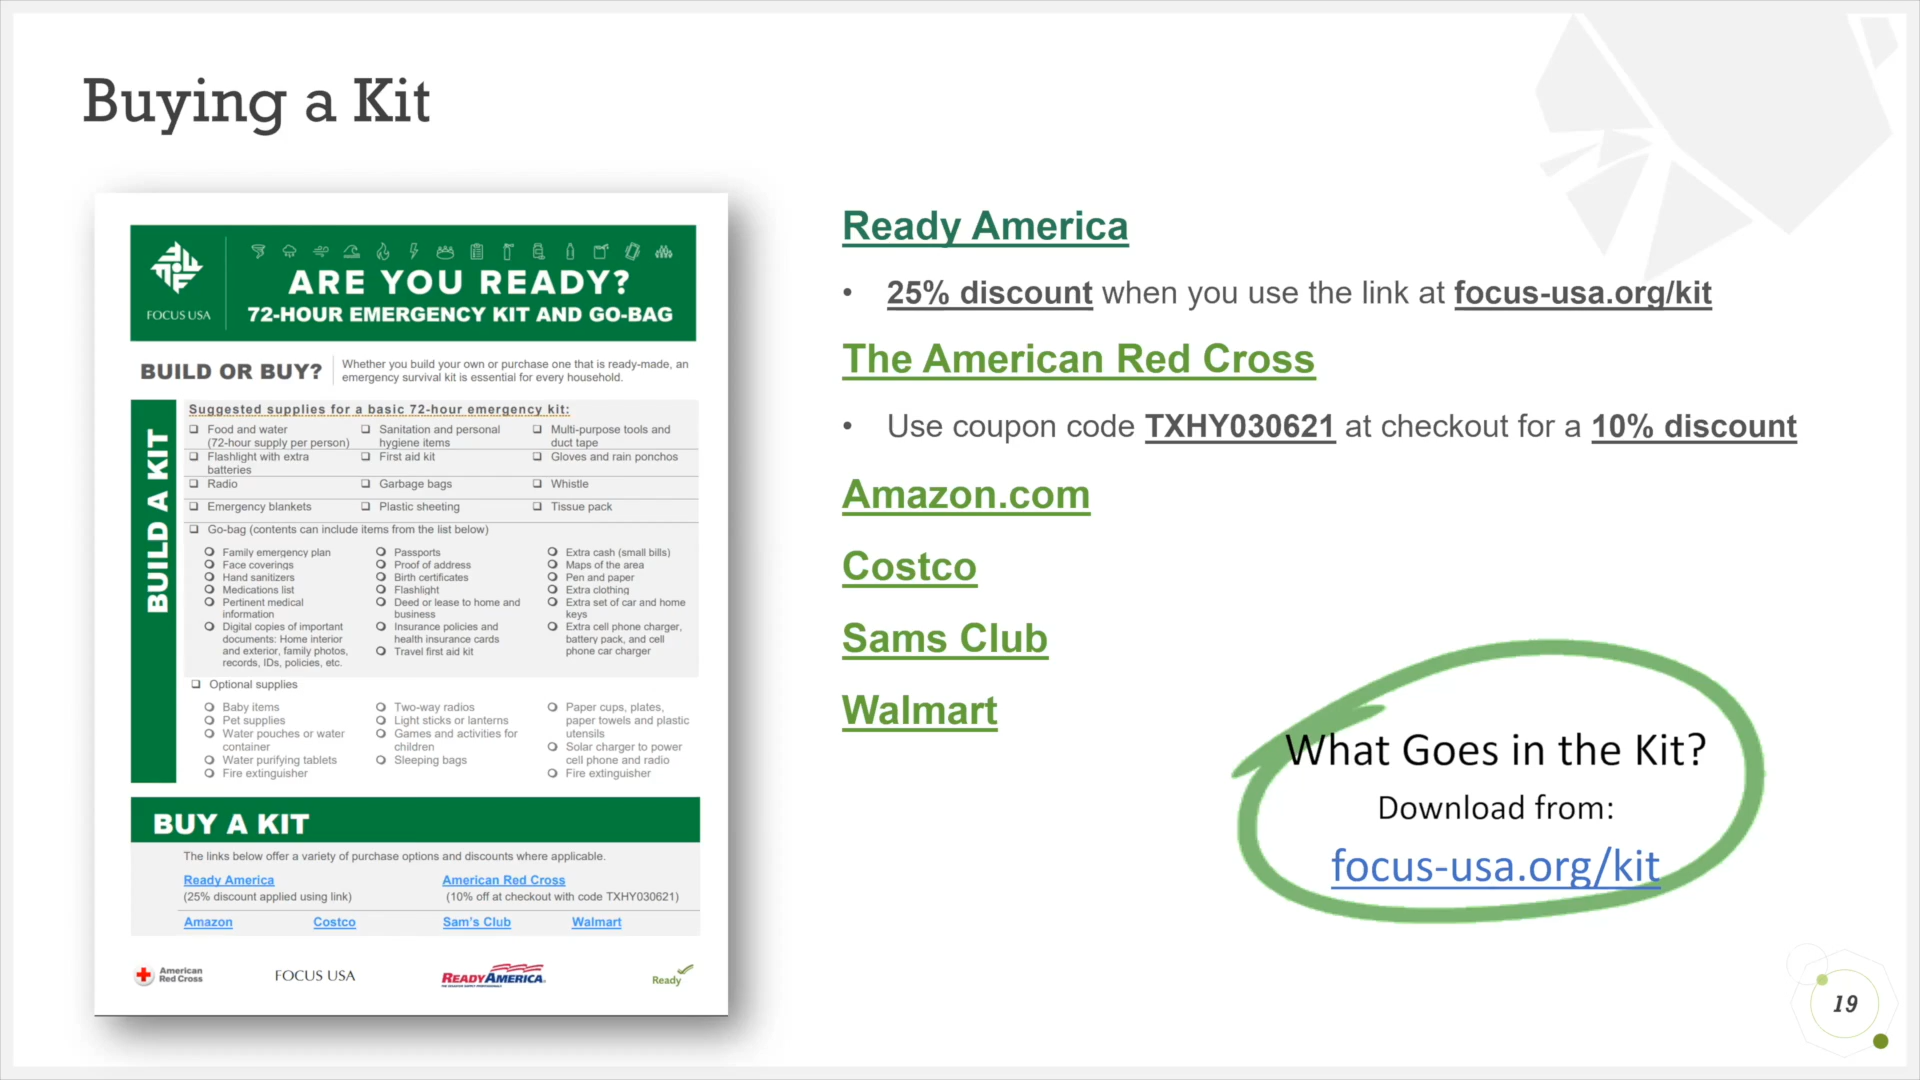 Buying a Kit
FOCUS USA
ARE YOU READY?
72-HOUR EMERGENCY KIT AND GO-BAG
BUILD OR BUY?
Whether you build your own or purchase one that is ready-made, an
emergency survival kit is essential for every household.
BUILD A KIT
Suggested supplies for a basic 72-hour emergency kit:
Food and water
(72-hour supply per person)
Sanitation and personal
hygiene items
Multi-purpose tools and
duct tape
Flashlight with extra
batteries
First aid kit
Gloves and rain ponchos
Radio
Garbage bags
Whistle
Emergency blankets
Plastic sheeting
Tissue pack
Go-bag (contents can include items from the list below)
Family emergency plan
Face coverings
Hand sanitizers
Medications list
Pertinent medical
information
Digital copies of important
documents: Home interior
and exterior, family photos,
records, IDs, policies, etc.
Passports
Proof of address
Birth certificates
Flashlight
Deed or lease to home and
business
Insurance policies and
health insurance cards
Travel first aid kit
Extra cash (small bills)
Maps of the area
Pen and paper
Extra clothing
Extra set of car and home
keys
Extra cell phone charger,
battery pack, and cell
phone car charger
Optional supplies
Baby items
Pet supplies
Water pouches or water
container
Water purifying tablets
Fire extinguisher
Two-way radios
Light sticks or lanterns
Games and activities for
children
Sleeping bags
Paper cups, plates,
paper towels and plastic
utensils
Solar charger to power
cell phone and radio
Fire extinguisher
BUY A KIT
The links below offer a variety of purchase options and discounts where applicable.
Ready America
(25% discount applied using link)
American Red Cross
(10% off at checkout with code TXHY030621)
Amazon Costco Sam's Club Walmart
American
Red Cross
FOCUS USA
READYAMERICA
Ready
Ready America
• 25% discount when you use the link at focus-usa.org/kit
The American Red Cross
• Use coupon code TXHY030621 at checkout for a 10% discount
Amazon.com
Costco
Sams Club
Walmart
What Goes in the Kit?
Download from:
focus-usa.org/kit
19